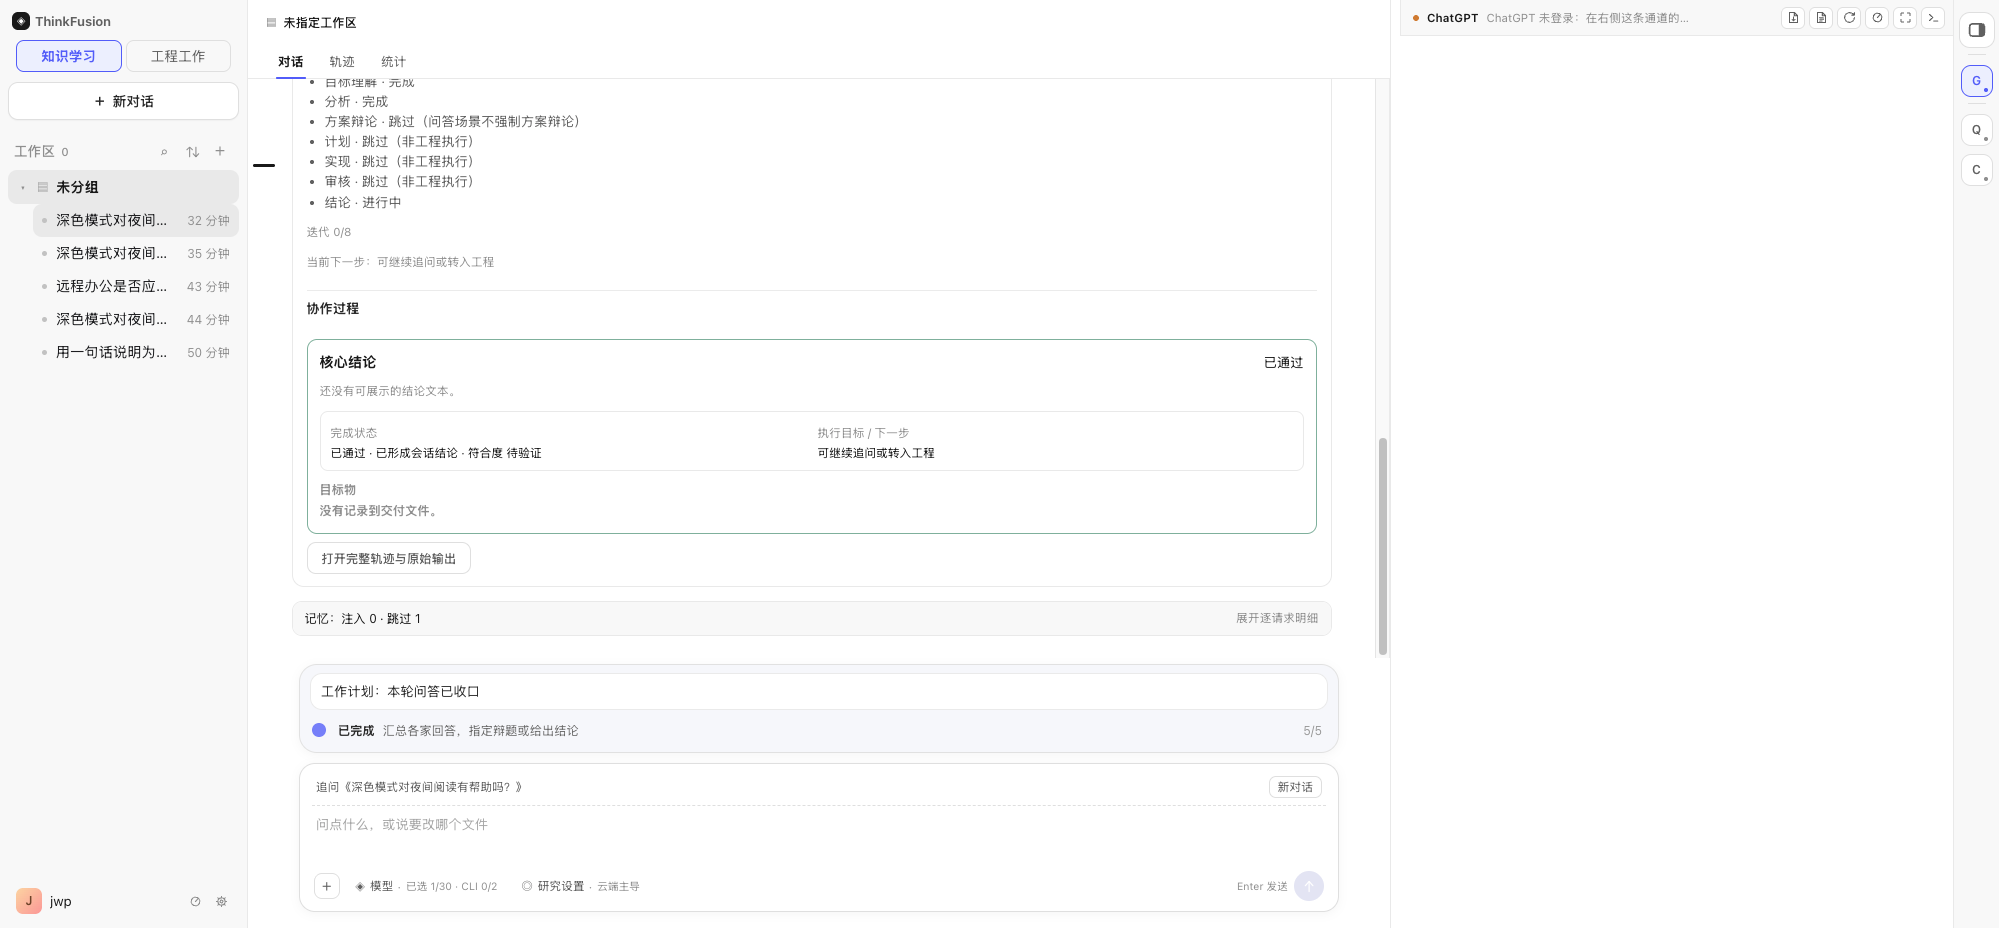 ThinkFusion
知识学习
工程工作
+ 新对话
工作区 0
未分组
深色模式对夜间... 32 分钟
深色模式对夜间... 35 分钟
远程办公是否应... 43 分钟
深色模式对夜间... 44 分钟
用一句话说明为... 50 分钟
J jwp
未指定工作区
对话 轨迹 统计
目标理解 · 完成
分析 · 完成
方案辩论 · 跳过（问答场景不强制方案辩论）
计划 · 跳过（非工程执行）
实现 · 跳过（非工程执行）
审核 · 跳过（非工程执行）
结论 · 进行中
迭代 0/8
当前下一步：可继续追问或转入工程
协作过程
核心结论 已通过
还没有可展示的结论文本。
完成状态 执行目标 / 下一步
已通过 · 已形成会话结论 · 符合度 待验证 可继续追问或转入工程
目标物
没有记录到交付文件。
打开完整轨迹与原始输出
记忆：注入 0 · 跳过 1 展开逐请求明细
工作计划：本轮问答已收口
已完成 汇总各家回答，指定辩题或给出结论 5/5
追问《深色模式对夜间阅读有帮助吗？》 新对话
问点什么，或说要改哪个文件
+ 模型 · 已选 1/30 · CLI 0/2 研究设置 · 云端主导 Enter 发送
ChatGPT ChatGPT 未登录：在右侧这条通道的...
G
Q
C